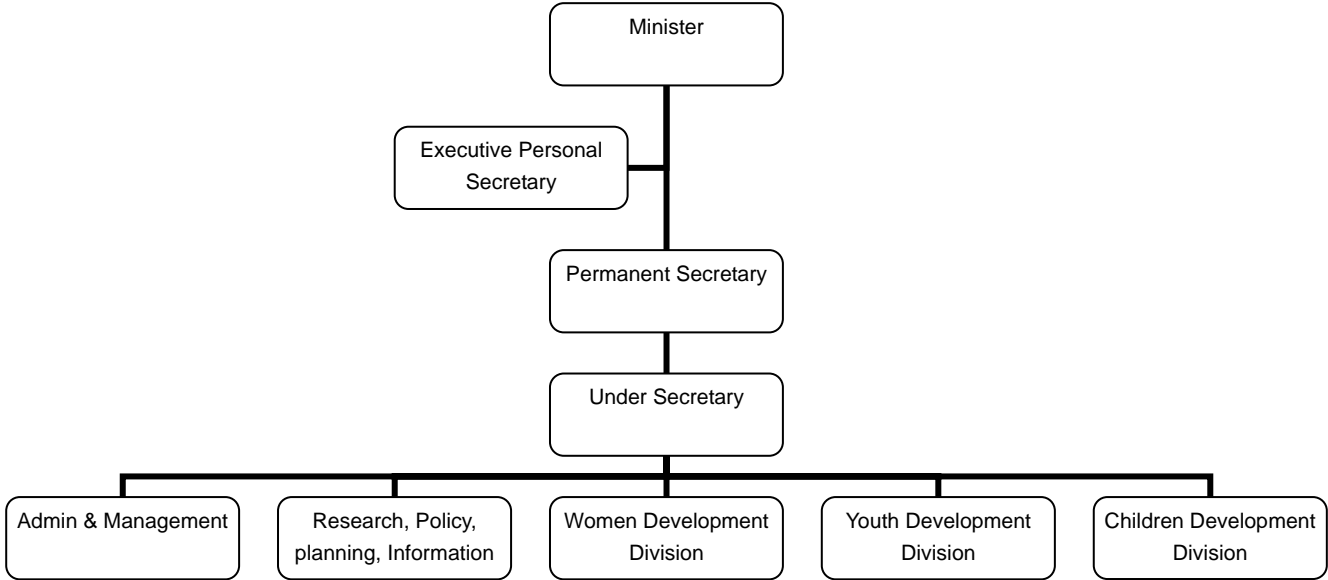 Minister
Executive Personal
Secretary
Permanent Secretary
Under Secretary
Admin & Management
Research, Policy,
planning, Information
Women Development
Division
Youth Development
Division
Children Development
Division